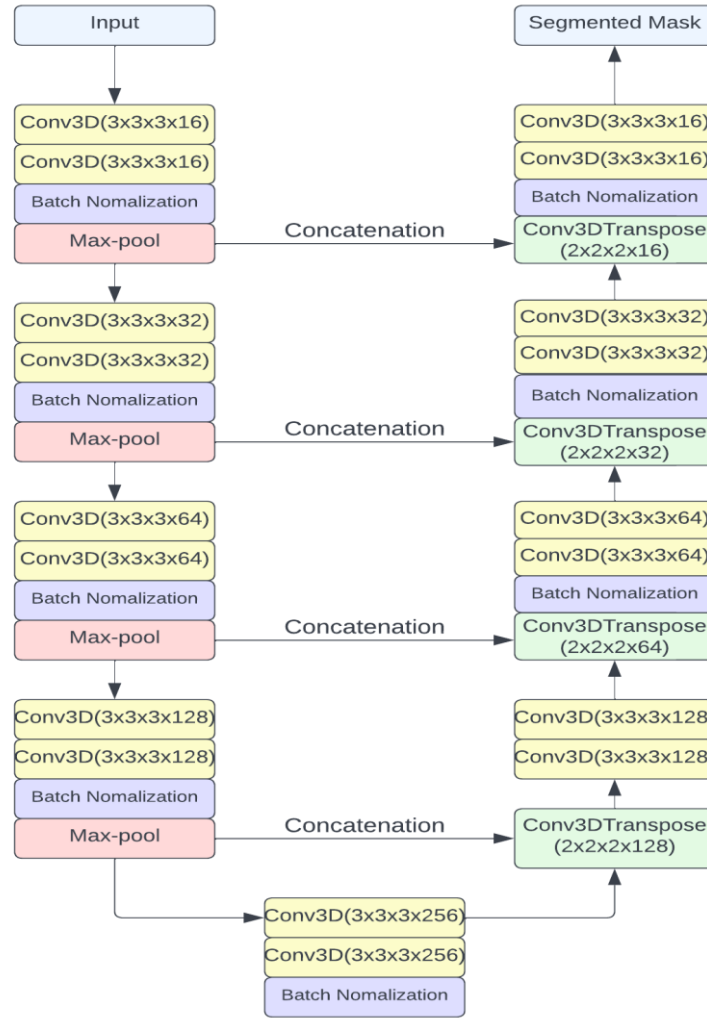 Input
Conv3D(3x3x3x16)
Conv3D(3x3x3x16)
Batch Nomalization
Max-pool
Conv3D(3x3x3x32)
Conv3D(3x3x3x32)
Batch Nomalization
Max-pool
Conv3D(3x3x3x64)
Conv3D(3x3x3x64)
Batch Nomalization
Max-pool
Conv3D(3x3x3x128)
Conv3D(3x3x3x128)
Batch Nomalization
Max-pool
Concatenation
Concatenation
Concatenation
Concatenation
Conv3D(3x3x3x256)
Conv3D(3x3x3x256)
Batch Nomalization
Segmented Mask
Conv3D(3x3x3x16)
Conv3D(3x3x3x16)
Batch Nomalization
Conv3DTranspose
(2x2x2x16)
Conv3D(3x3x3x32)
Conv3D(3x3x3x32)
Batch Nomalization
Conv3DTranspose
(2x2x2x32)
Conv3D(3x3x3x64)
Conv3D(3x3x3x64)
Batch Nomalization
Conv3DTranspose
(2x2x2x64)
Conv3D(3x3x3x128
Conv3D(3x3x3x128
Conv3DTranspose
(2x2x2x128)